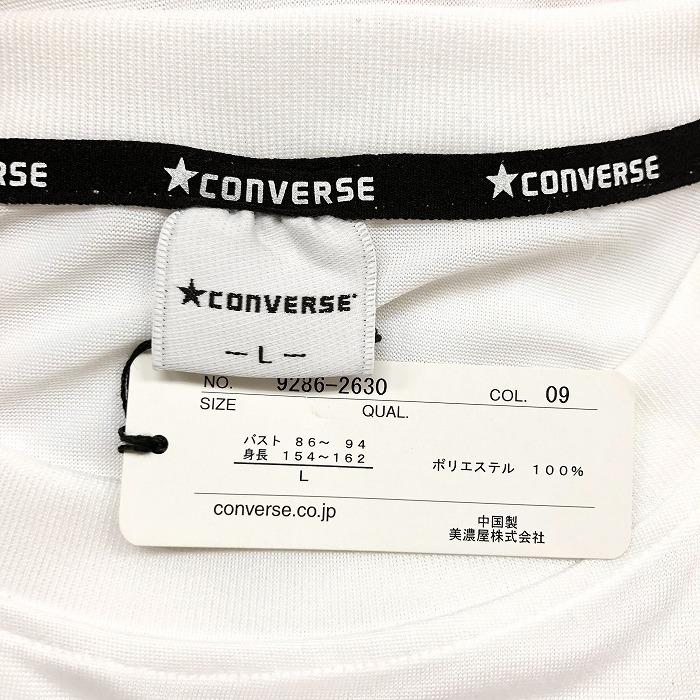 RSE ★CONVERSE ★CONVERSE
★CONVERSE
— L —
NO. 9286-2630 COL. 09
SIZE QUAL.
バスト 86～ 94
身長 154～162
L
ポリエステル 100%
converse.co.jp
中国製
美濃屋株式会社